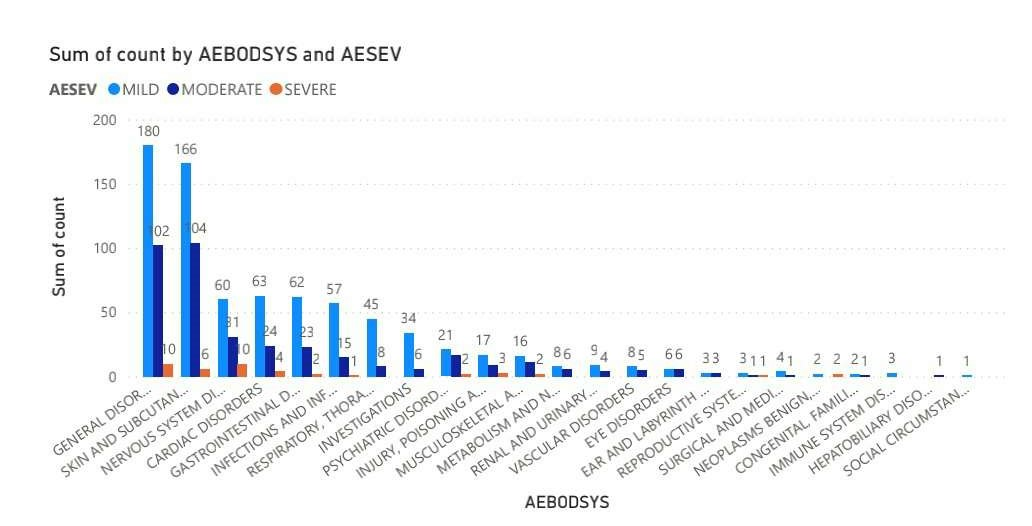 Sum of count by AEBODSYS and AESEV
AESEV MILD MODERATE SEVERE
200
180
166
150
102
104
100
60
63
62
57
50
31
24
23
45
34
21
17
16
10
6
10
4
2
15
1
8
6
2
3
2
8
6
9
4
8
5
6
6
3
3
3
1
1
4
1
2
2
2
1
3
1
1
0
Sum of count
GENERAL DISOR...
SKIN AND SUBCUTAN...
NERVOUS SYSTEM DI...
CARDIAC DISORDERS
GASTROINTESTINAL D...
INFECTIONS AND INF...
RESPIRATORY, THORA...
INVESTIGATIONS
PSYCHIATRIC DISORD...
INJURY, POISONING A...
MUSCULOSKELETAL A...
METABOLISM AND N...
RENAL AND URINARY...
VASCULAR DISORDERS
EYE DISORDERS
EAR AND LABYRINTH ...
REPRODUCTIVE SYSTE...
SURGICAL AND MEDI...
NEOPLASMS BENIGN,...
CONGENITAL, FAMILI...
IMMUNE SYSTEM DIS...
HEPATOBILIARY DISO...
SOCIAL CIRCUMSTAN...
AEBODSYS